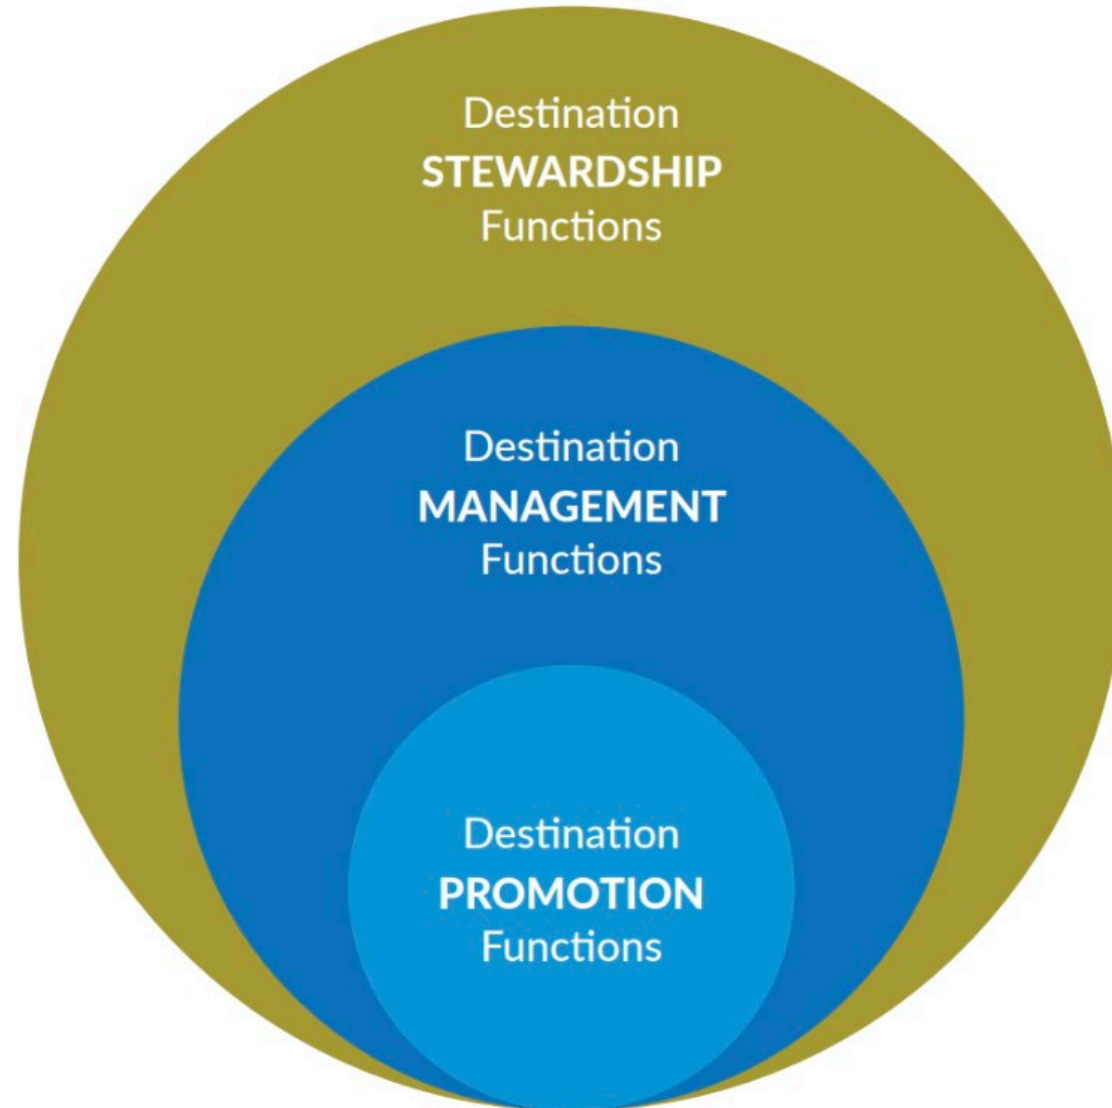 Destination
STEWARDSHIP
Functions
Destination
MANAGEMENT
Functions
Destination
PROMOTION
Functions